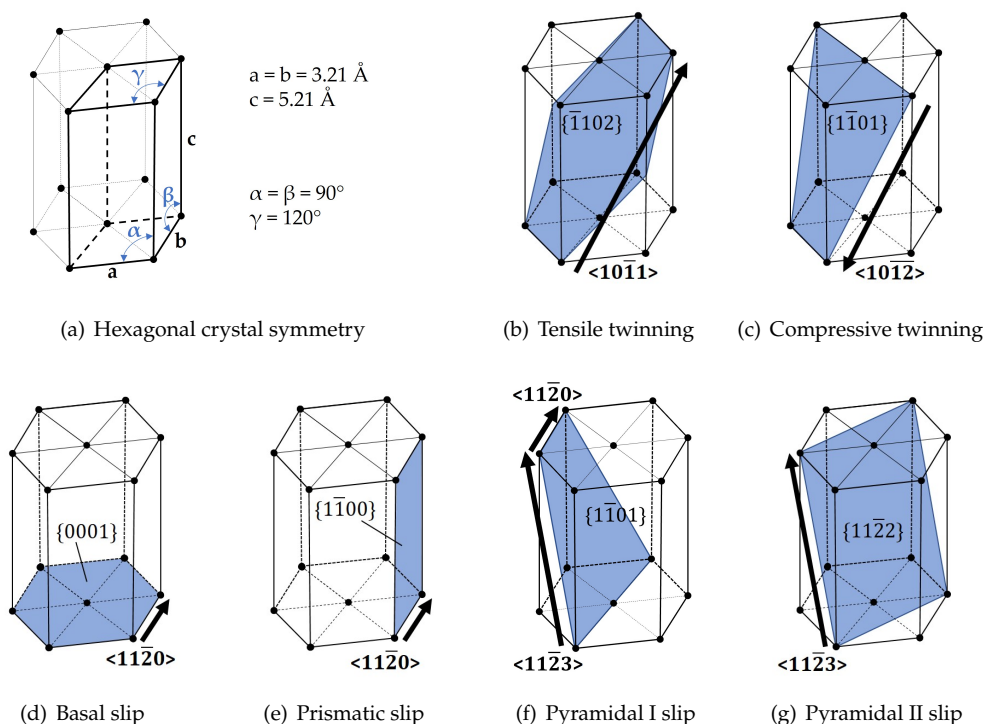 γ
a = b = 3.21 Å
c = 5.21 Å
c
β
α = β = 90°
γ = 120°
α
b
a
(a) Hexagonal crystal symmetry
{1̅102}
<101̅1>
(b) Tensile twinning
{11̅01}
<101̅2̅>
(c) Compressive twinning
{0001}
<112̅0>
(d) Basal slip
{11̅00}
<112̅0>
(e) Prismatic slip
<112̅0>
{11̅01}
<112̅3>
(f) Pyramidal I slip
{112̅2}
<112̅3>
(g) Pyramidal II slip